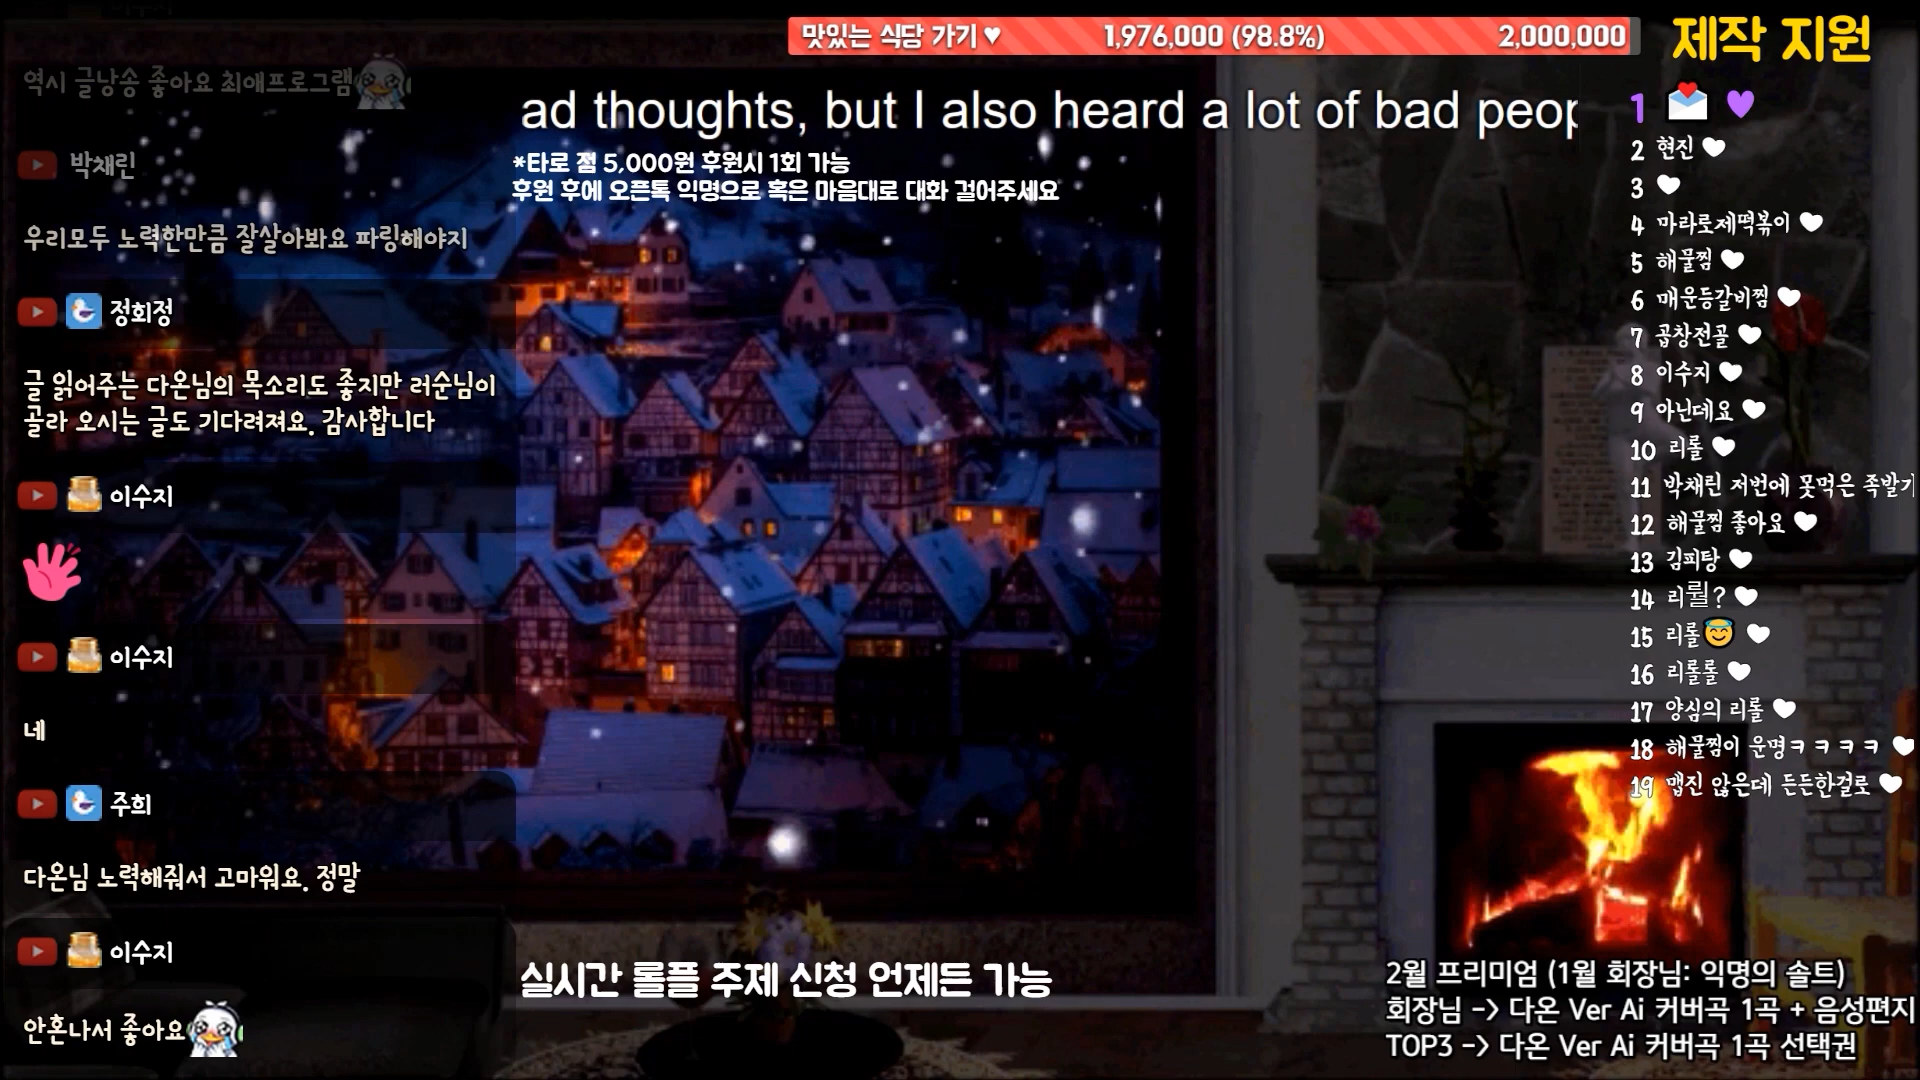 맛있는 식당 가기 ♥ 1,976,000 (98.8%) 2,000,000
제작 지원
역시 글낭송 좋아요 최애프로그램
ad thoughts, but I also heard a lot of bad peop
*타로 점 5,000원 후원시 1회 가능
후원 후에 오픈톡 익명으로 혹은 마음대로 대화 걸어주세요
박채린
우리모두 노력한만큼 잘살아봐요 파링해야지
정회정
글 읽어주는 다온님의 목소리도 좋지만 러순님이
골라 오시는 글도 기다려져요. 감사합니다
이수지
이수지
네
주희
다온님 노력해줘서 고마워요. 정말
이수지
안혼나서 좋아요
실시간 롤플 주제 신청 언제든 가능
1 💌 💜
2 현진 🤍
3 🤍
4 마라로제떡볶이 🤍
5 해물찜 🤍
6 매운등갈비찜 🤍
7 곱창전골 🤍
8 이수지 🤍
9 아닌데요 🤍
10 리롤 🤍
11 박채린 저번에 못먹은 족발기
12 해물찜 좋아요 🤍
13 김피탕 🤍
14 리뤌? 🤍
15 리롤😇 🤍
16 리롤롤 🤍
17 양심의 리롤 🤍
18 해물찜이 운명ㅋㅋㅋㅋ 🤍
19 맵진 않은데 든든한걸로 🤍
2월 프리미엄 (1월 회장님: 익명의 솔트)
회장님 -> 다온 Ver Ai 커버곡 1곡 + 음성편지
TOP3 -> 다온 Ver Ai 커버곡 1곡 선택권